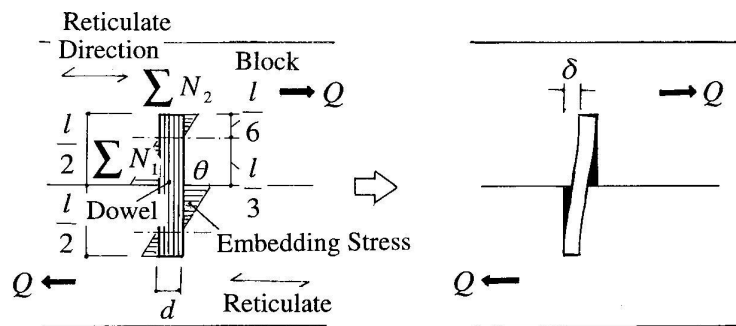 Reticulate
Direction
Block
∑ N₂
l/6
Q
l/2
∑ N₁
θ
l/3
l/2
Dowel
Embedding Stress
Q
d
Reticulate
δ
Q
Q